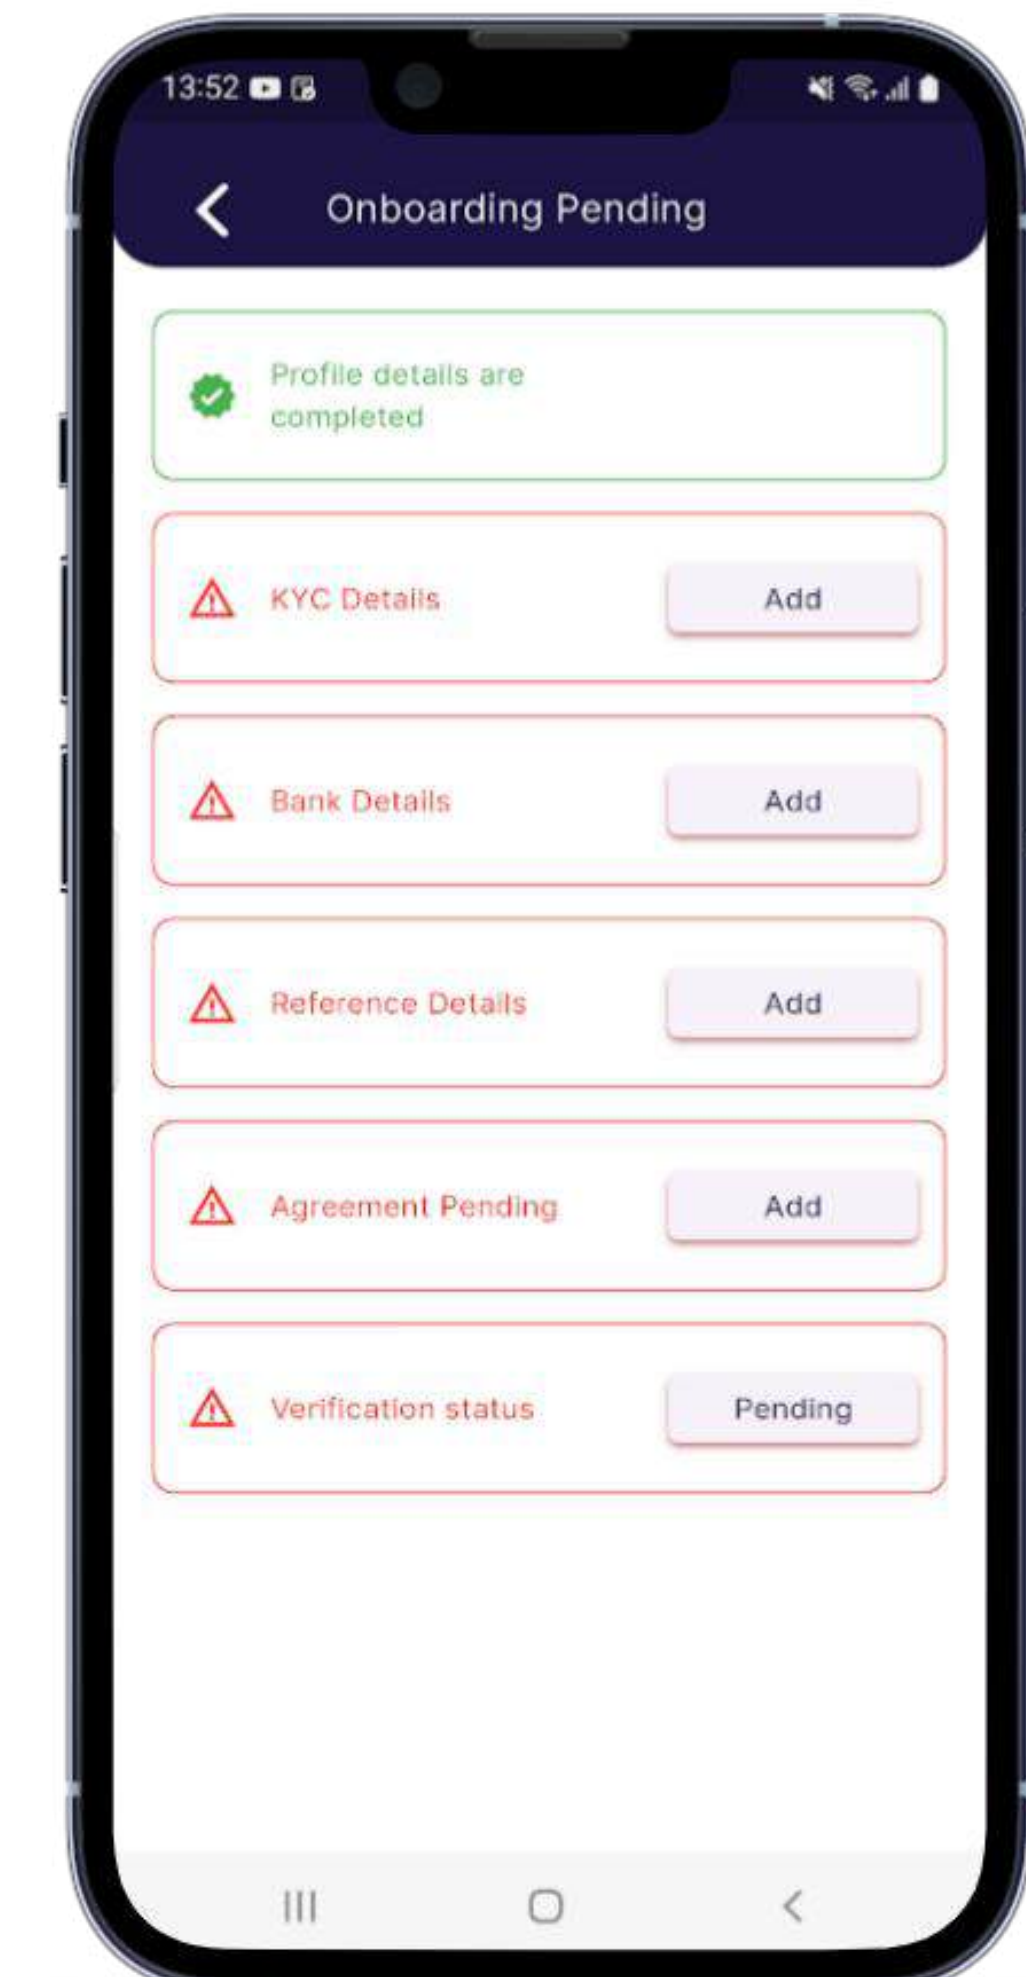 13:52
Onboarding Pending
Profile details are
completed
KYC Details
Add
Bank Details
Add
Reference Details
Add
Agreement Pending
Add
Verification status
Pending